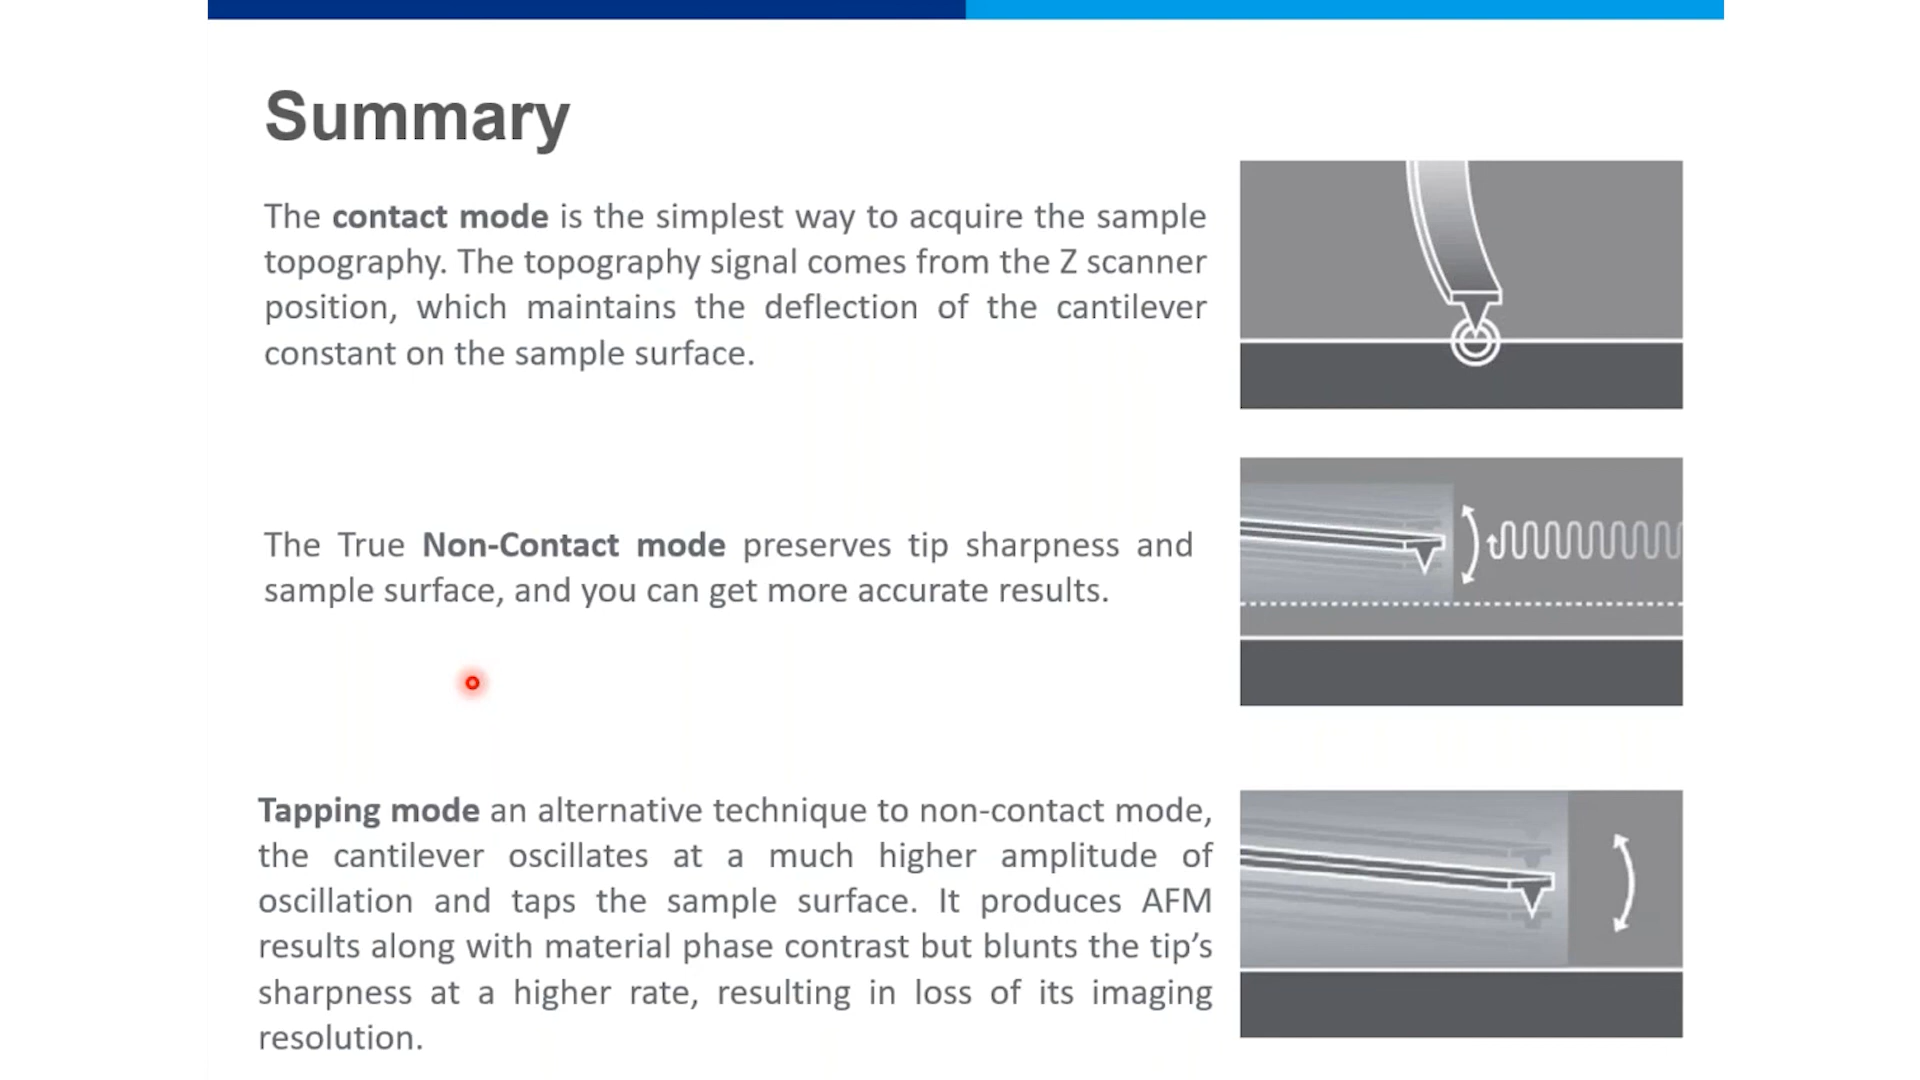 Summary
The contact mode is the simplest way to acquire the sample
topography. The topography signal comes from the Z scanner
position, which maintains the deflection of the cantilever
constant on the sample surface.
The True Non-Contact mode preserves tip sharpness and
sample surface, and you can get more accurate results.
Tapping mode an alternative technique to non-contact mode,
the cantilever oscillates at a much higher amplitude of
oscillation and taps the sample surface. It produces AFM
results along with material phase contrast but blunts the tip’s
sharpness at a higher rate, resulting in loss of its imaging
resolution.